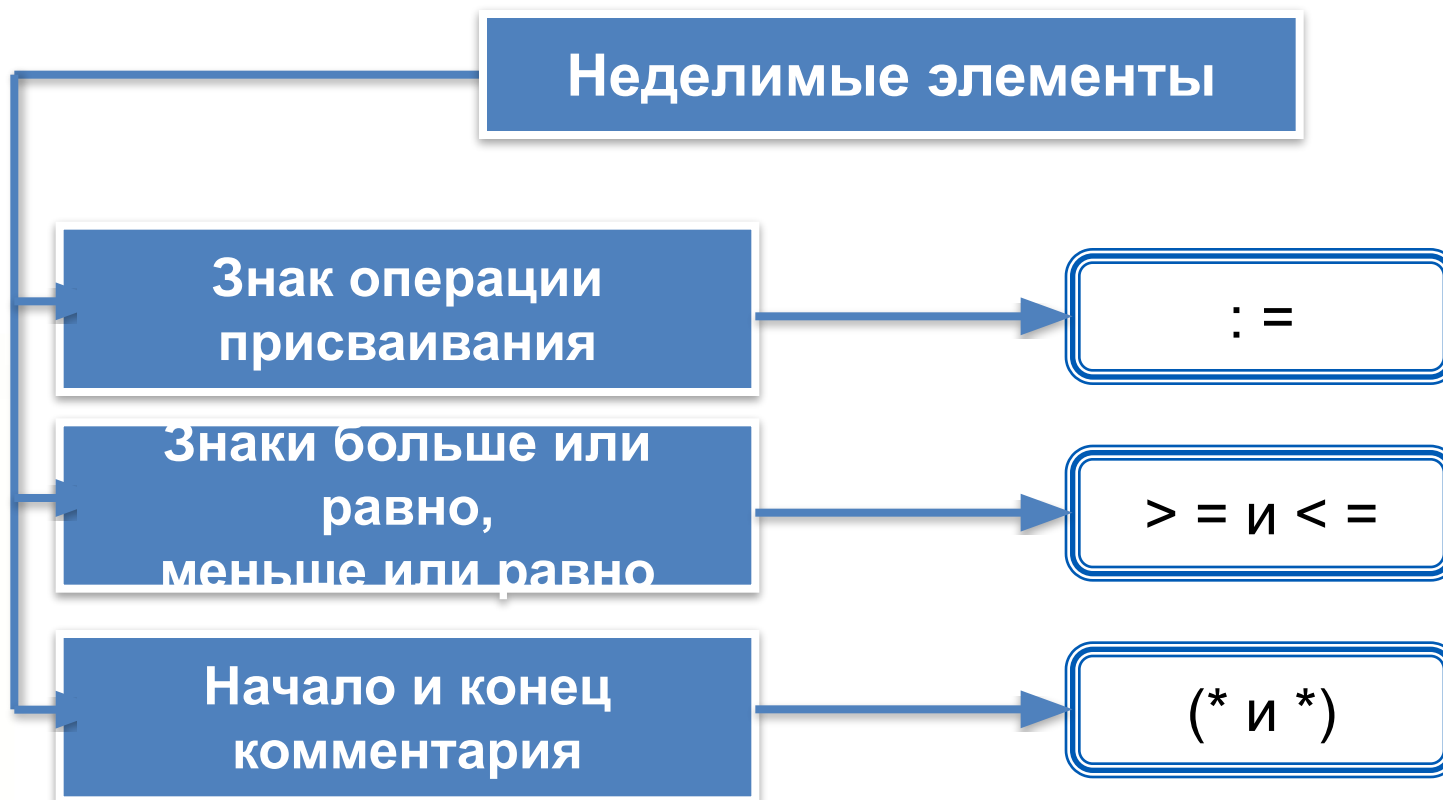 Неделимые элементы
Знак операции
присваивания
: =
Знаки больше или
равно,
меньше или равно
> = и < =
Начало и конец
комментария
(* и *)